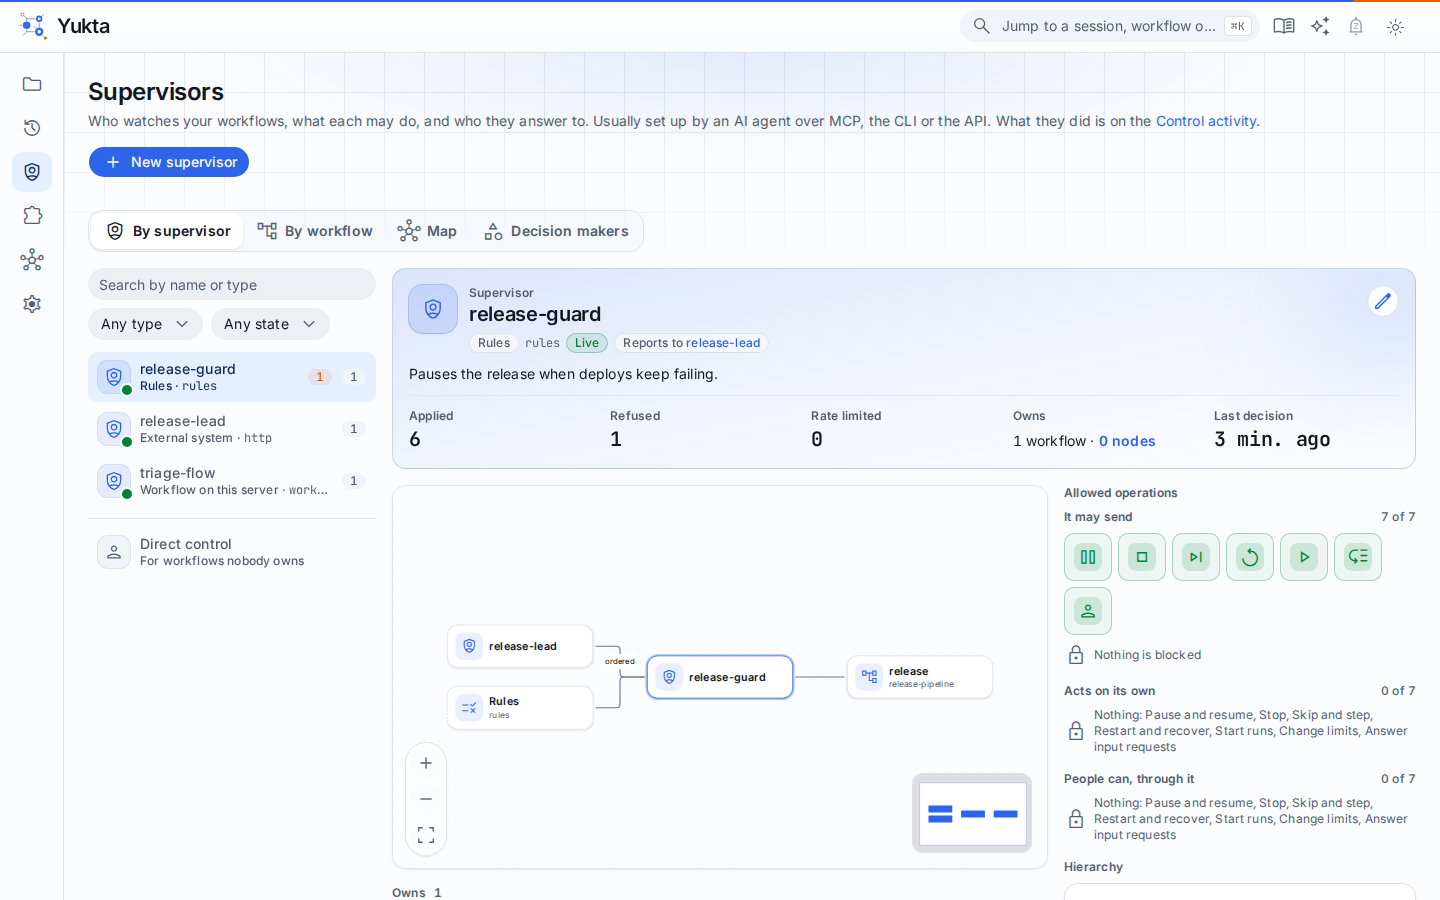 Yukta
Jump to a session, workflow o... ⌘K
Supervisors
Who watches your workflows, what each may do, and who they answer to. Usually set up by an AI agent over MCP, the CLI or the API. What they did is on the Control activity.
New supervisor
By supervisor
By workflow
Map
Decision makers
Search by name or type
Any type
Any state
release-guard
Rules · rules
1
1
release-lead
External system · http
1
triage-flow
Workflow on this server · work...
1
Direct control
For workflows nobody owns
Supervisor
release-guard
Rules rules Live Reports to release-lead
Pauses the release when deploys keep failing.
Applied
6
Refused
1
Rate limited
0
Owns
1 workflow · 0 nodes
Last decision
3 min. ago
release-lead
Rules
rules
ordered
release-guard
release
release-pipeline
Owns 1
Allowed operations
It may send 7 of 7
Nothing is blocked
Acts on its own 0 of 7
Nothing: Pause and resume, Stop, Skip and step,
Restart and recover, Start runs, Change limits, Answer
input requests
People can, through it 0 of 7
Nothing: Pause and resume, Stop, Skip and step,
Restart and recover, Start runs, Change limits, Answer
input requests
Hierarchy